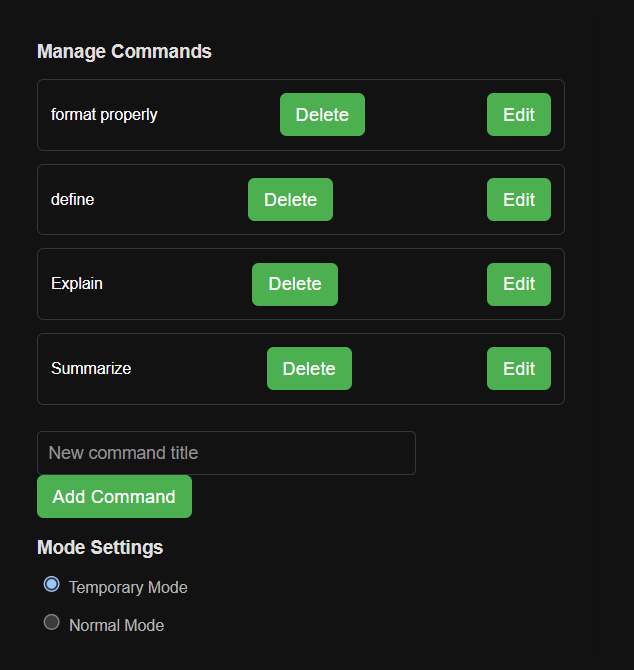 Manage Commands
format properly Delete Edit
define Delete Edit
Explain Delete Edit
Summarize Delete Edit
New command title
Add Command
Mode Settings
Temporary Mode
Normal Mode